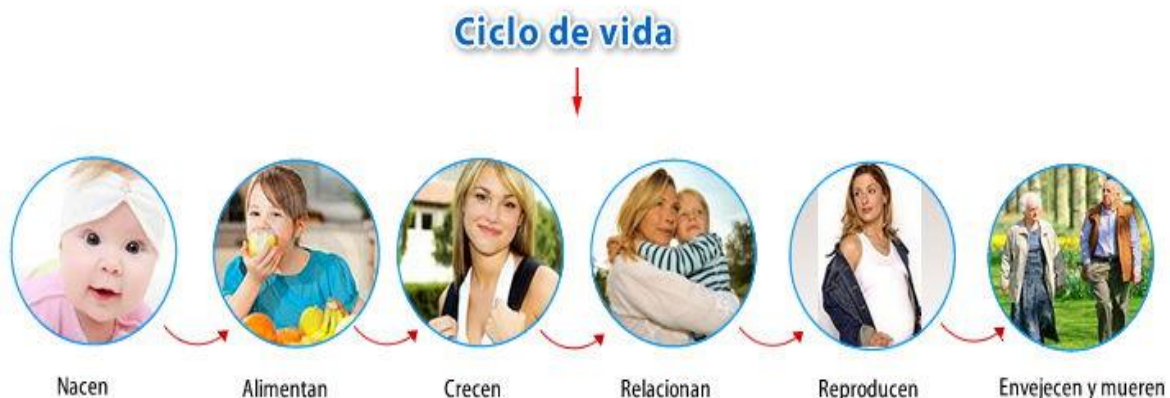 Ciclo de vida
Nacen
Alimentan
Crecen
Relacionan
Reproducen
Envejecen y mueren